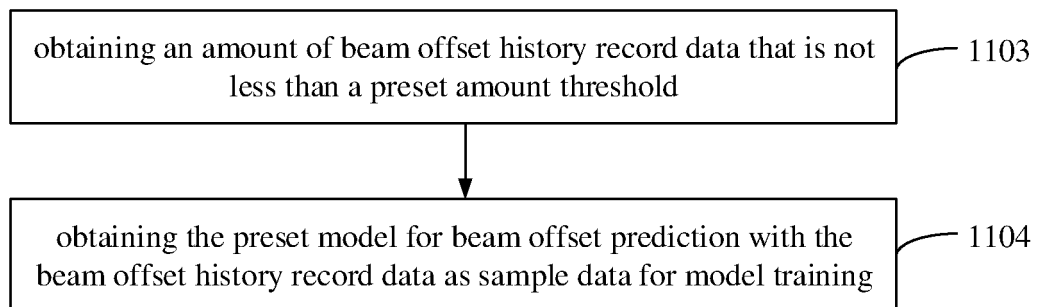 obtaining an amount of beam offset history record data that is not
less than a preset amount threshold
1103
obtaining the preset model for beam offset prediction with the
beam offset history record data as sample data for model training
1104